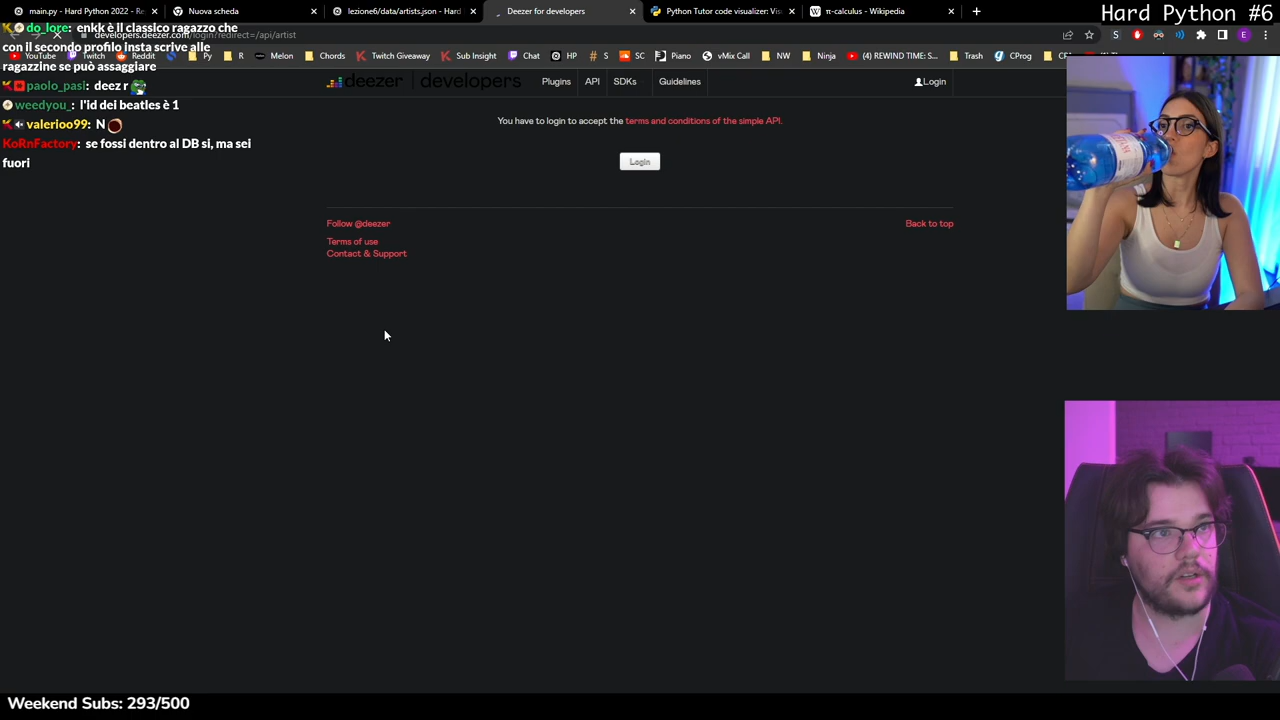 main.py - Hard Python 2022 - Re
Nuova scheda
lezione6/data/artists.json - Hard
Deezer for developers
Python Tutor code visualizer: Vis
π-calculus - Wikipedia
Hard Python #6
developers.deezer.com/login?redirect=/api/artist
YouTube
Twitch
Reddit
Py
R
Melon
Chords
Twitch Giveaway
Sub Insight
Chat
HP
S
SC
Piano
vMix Call
NW
Ninja
(4) REWIND TIME: S...
Trash
CProg
do_lore: enkk è il classico ragazzo che
con il secondo profilo insta scrive alle
ragazzine se può assaggiare
paolo_pasi: deez r
weedyou_: l'id dei beatles è 1
valerioo99: N
KoRnFactory: se fossi dentro al DB si, ma sei
fuori
deezer developers
Plugins
API
SDKs
Guidelines
Login
You have to login to accept the terms and conditions of the simple API.
Login
Follow @deezer
Back to top
Terms of use
Contact & Support
Weekend Subs: 293/500